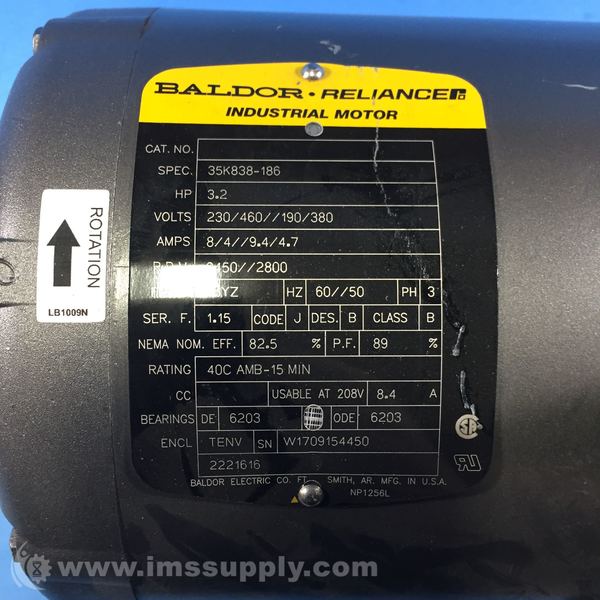 BALDOR • RELIANCE
INDUSTRIAL MOTOR
CAT. NO.
SPEC. 35K838-186
HP 3.2
VOLTS 230/460//190/380
AMPS 8/4//9.4/4.7
R.P.M. 3450//2800
YZ HZ 60//50 PH 3
SER. F. 1.15 CODE J DES. B CLASS B
NEMA NOM. EFF. 82.5 % P.F. 89 %
RATING 40C AMB-15 MIN
CC USABLE AT 208V 8.4 A
BEARINGS DE 6203 ODE 6203
ENCL TENV SN W1709154450
2221616
BALDOR ELECTRIC CO. FT. SMITH, AR. MFG. IN U.S.A.
NP1256L
ROTATION
LB1009N
www.imssupply.com